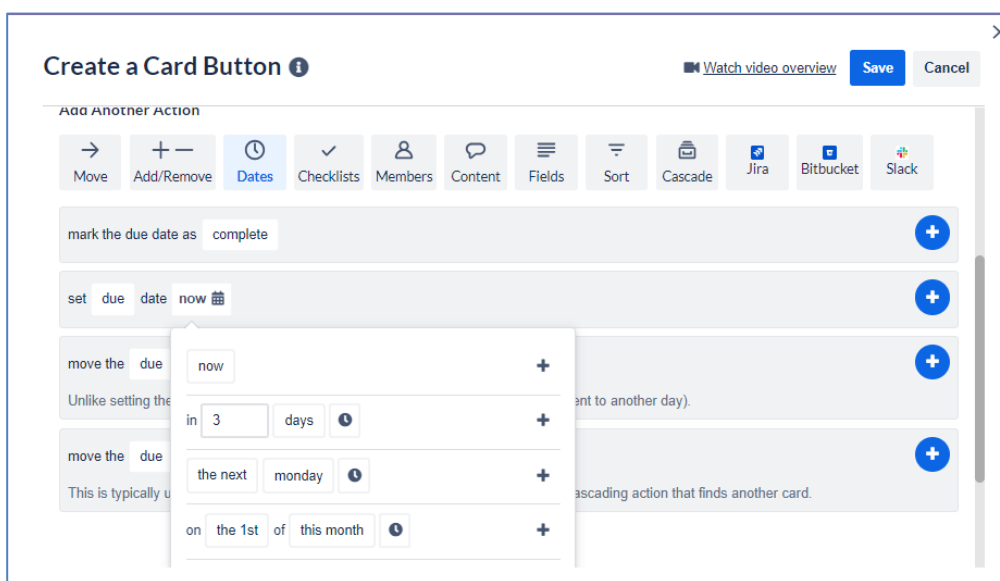 Create a Card Button
Watch video overview
Save
Cancel
Add Another Action
Move
Add/Remove
Dates
Checklists
Members
Content
Fields
Sort
Cascade
Jira
Bitbucket
Slack
mark the due date as complete
set due date now
now
move the due
Unlike setting the
ent to another day).
in 3 days
move the due
the next monday
This is typically u
ascading action that finds another card.
on the 1st of this month